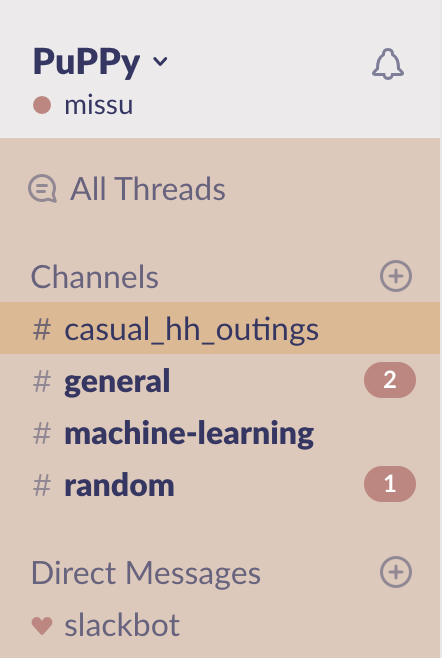 PuPPy
missu
All Threads
Channels
# casual_hh_outings
# general 2
# machine-learning
# random 1
Direct Messages
slackbot